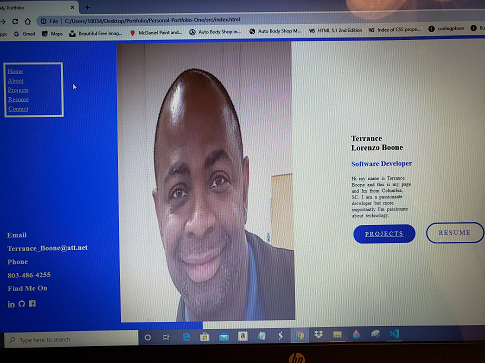 My Portfolio
File C:/Users/18034/Desktop/Portfolio/Personal-Portfolio-One/src/index.html
Apps Gmail Maps Beautiful Free Imag... McDaniel Paint and... Auto Body Shop in... Auto Body Shop M... HTML 5.1 2nd Edition Index of CSS prope... codingphase
Home
About
Projects
Resume
Contact
Terrance
Lorenzo Boone
Software Developer
Hi my name is Terrance
Boone and this is my page
and Im from Columbia,
SC. I am a passionate
developer but more
importantly I'm passionate
about technology.
PROJECTS RESUME
Email
Terrance_Boone@att.net
Phone
803-486-4255
Find Me On
in
Type here to search
hp